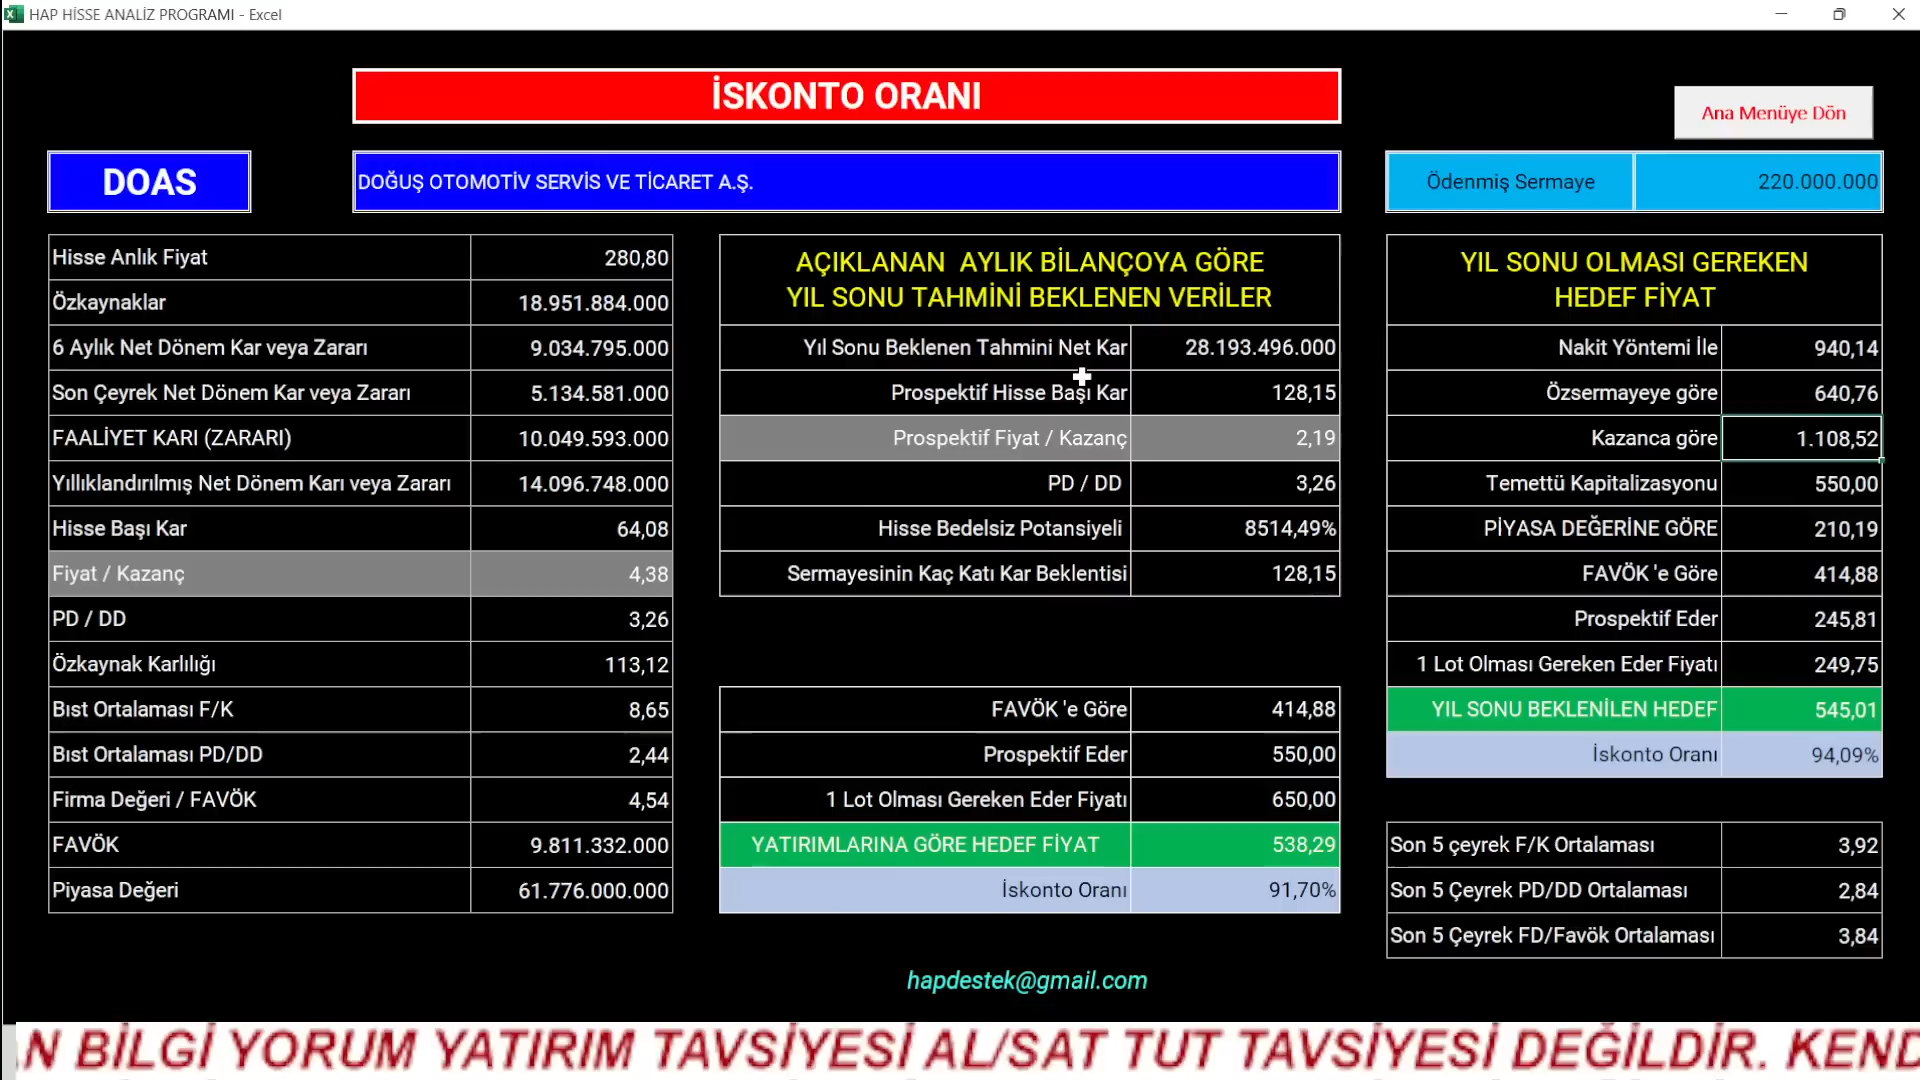 HAP HİSSE ANALİZ PROGRAMI - Excel
İSKONTO ORANI
Ana Menüye Dön
DOAS
DOĞUŞ OTOMOTİV SERVİS VE TİCARET A.Ş.
Ödenmiş Sermaye 220.000.000
Hisse Anlık Fiyat 280,80
Özkaynaklar 18.951.884.000
6 Aylık Net Dönem Kar veya Zararı 9.034.795.000
Son Çeyrek Net Dönem Kar veya Zararı 5.134.581.000
FAALİYET KARI (ZARARI) 10.049.593.000
Yıllıklandırılmış Net Dönem Karı veya Zararı 14.096.748.000
Hisse Başı Kar 64,08
Fiyat / Kazanç 4,38
PD / DD 3,26
Özkaynak Karlılığı 113,12
Bıst Ortalaması F/K 8,65
Bıst Ortalaması PD/DD 2,44
Firma Değeri / FAVÖK 4,54
FAVÖK 9.811.332.000
Piyasa Değeri 61.776.000.000
AÇIKLANAN AYLIK BİLANÇOYA GÖRE
YIL SONU TAHMİNİ BEKLENEN VERİLER
Yıl Sonu Beklenen Tahmini Net Kar 28.193.496.000
Prospektif Hisse Başı Kar 128,15
Prospektif Fiyat / Kazanç 2,19
PD / DD 3,26
Hisse Bedelsiz Potansiyeli 8514,49%
Sermayesinin Kaç Katı Kar Beklentisi 128,15
FAVÖK 'e Göre 414,88
Prospektif Eder 550,00
1 Lot Olması Gereken Eder Fiyatı 650,00
YATIRIMLARINA GÖRE HEDEF FİYAT 538,29
İskonto Oranı 91,70%
YIL SONU OLMASI GEREKEN
HEDEF FİYAT
Nakit Yöntemi İle 940,14
Özsermayeye göre 640,76
Kazanca göre 1.108,52
Temettü Kapitalizasyonu 550,00
PİYASA DEĞERİNE GÖRE 210,19
FAVÖK 'e Göre 414,88
Prospektif Eder 245,81
1 Lot Olması Gereken Eder Fiyatı 249,75
YIL SONU BEKLENİLEN HEDEF 545,01
İskonto Oranı 94,09%
Son 5 çeyrek F/K Ortalaması 3,92
Son 5 Çeyrek PD/DD Ortalaması 2,84
Son 5 Çeyrek FD/Favök Ortalaması 3,84
hapdestek@gmail.com
N BİLGİ YORUM YATIRIM TAVSİYESİ AL/SAT TUT TAVSİYESİ DEĞİLDİR. KEND